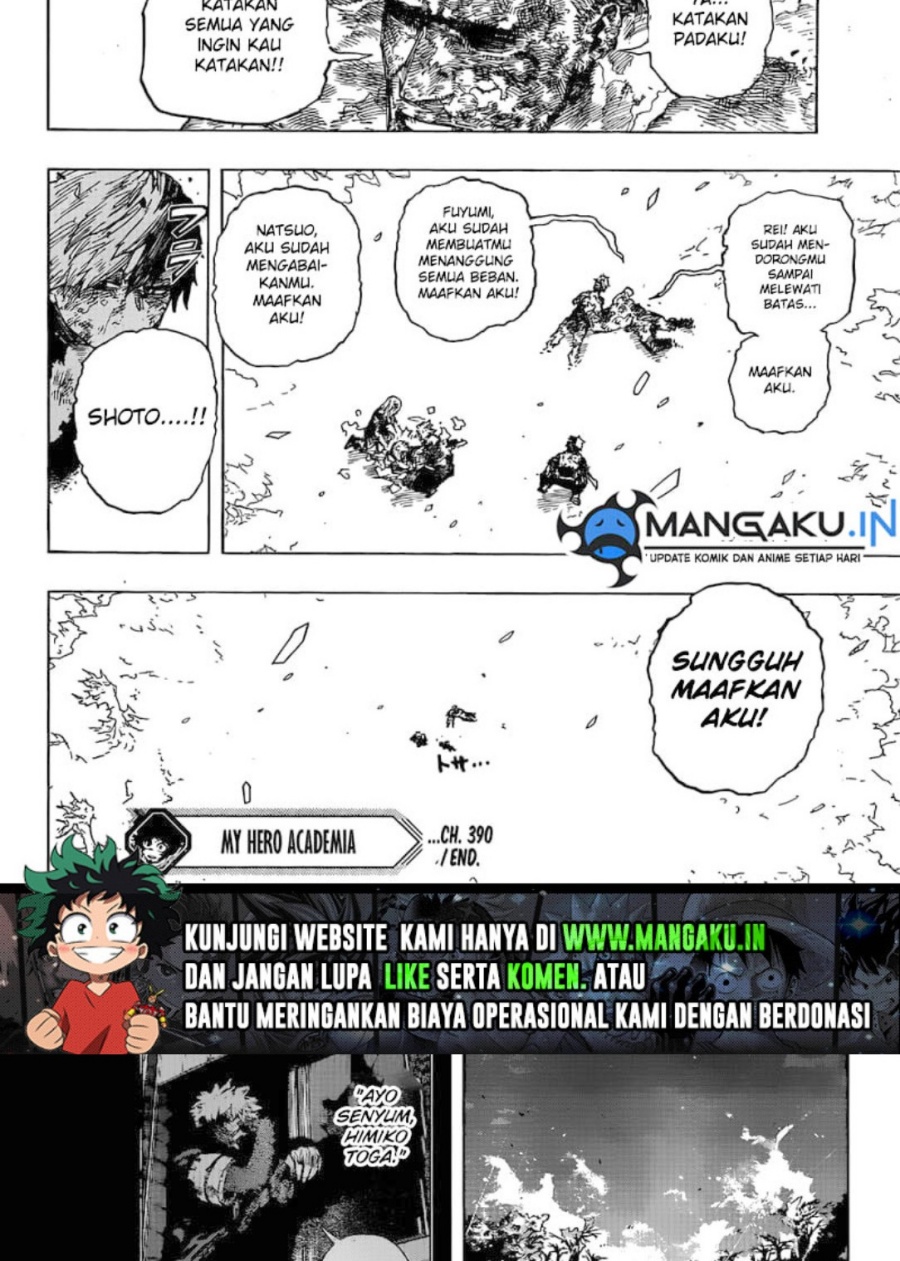 KATAKAN
SEMUA YANG
INGIN KAU
KATAKAN!!
YA...
KATAKAN
PADAKU!
フラ
REI! AKU
SUDAH MEN-
DORONGMU
SAMPAI
MELEWATI
BATAS...
MAAFKAN
AKU.
FUYUMI,
AKU SUDAH
MEMBUATMU
MENANGGUNG
SEMUA BEBAN.
MAAFKAN AKU!
NATSUO,
AKU SUDAH
MENGABAI-
KANMU.
MAAFKAN
AKU!
SHOTO....!!
MANGAKU.IN
UPDATE KOMIK DAN ANIME SETIAP HARI
SUNGGUH
MAAFKAN
AKU!
トサ...
MY HERO ACADEMIA
...CH. 390
/ END.
KUNJUNGI WEBSITE KAMI HANYA DI WWW.MANGAKU.IN
DAN JANGAN LUPA LIKE SERTA KOMEN. ATAU
BANTU MERINGANKAN BIAYA OPERASIONAL KAMI DENGAN BERDONASI
"AYO
SENYUM,
HIMIKO
TOGA!"